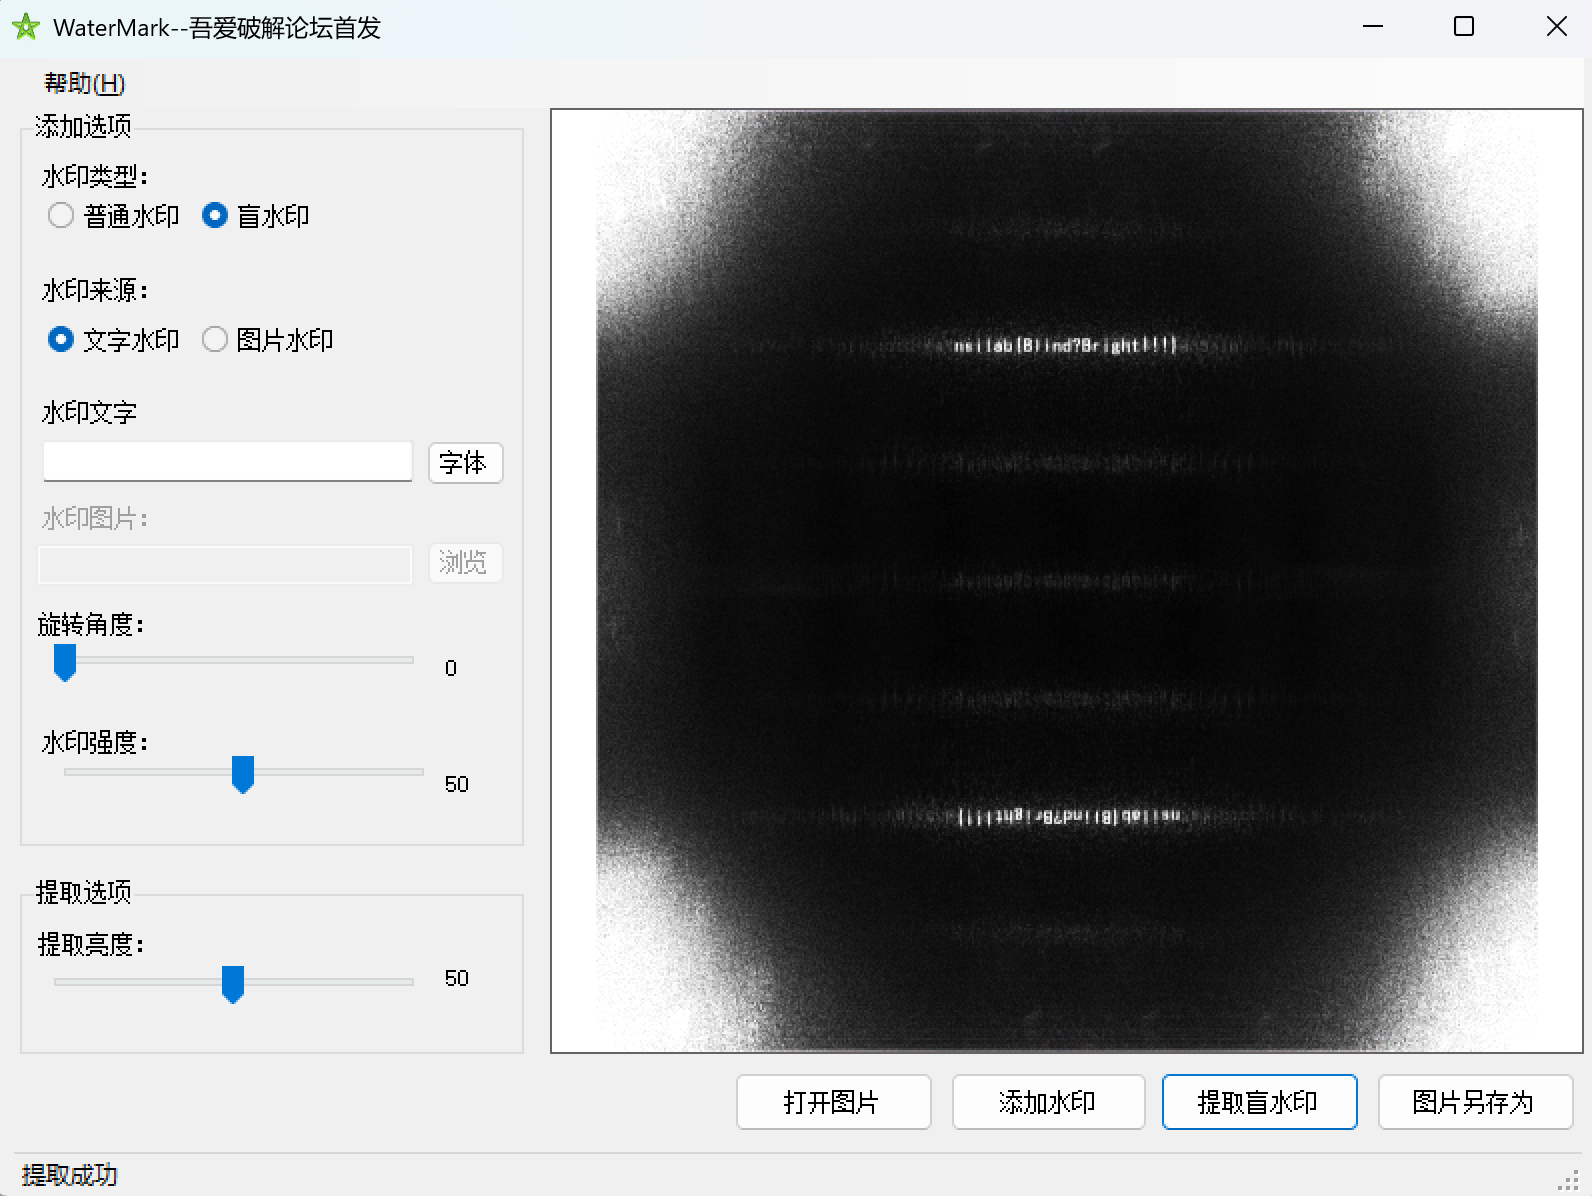 WaterMark--吾爱破解论坛首发
帮助(H)
添加选项
水印类型：
普通水印 盲水印
水印来源：
文字水印 图片水印
水印文字
字体
水印图片：
浏览
旋转角度：
0
水印强度：
50
提取选项
提取亮度：
50
nsilab{Blind?Bright!!!}
nsilab{Blind?Bright!!!}
打开图片 添加水印 提取盲水印 图片另存为
提取成功